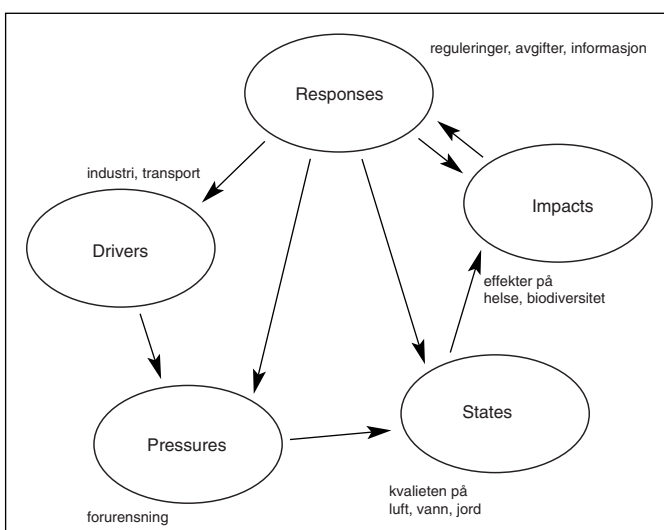 reguleringer, avgifter, informasjon
Responses
industri, transport
Impacts
Drivers
effekter på
helse, biodiversitet
States
Pressures
kvalieten på
luft, vann, jord
forurensning